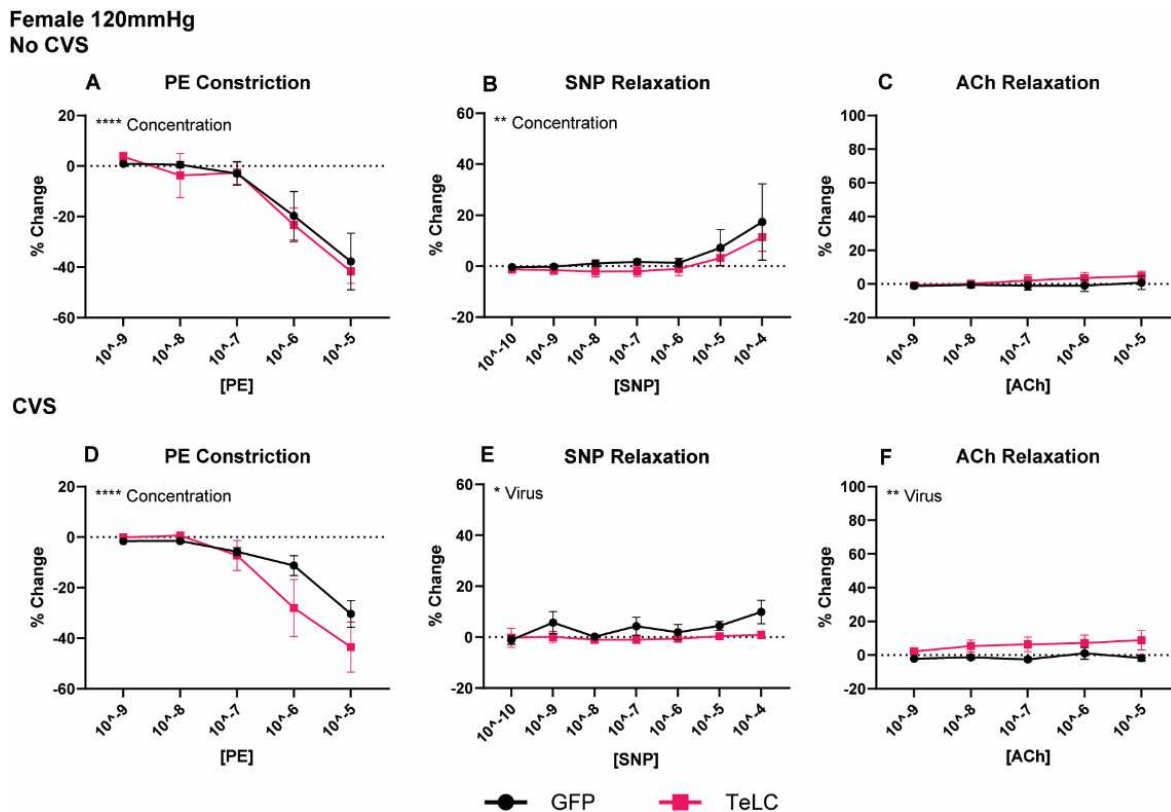 Female 120mmHg
No CVS
A PE Constriction
**** Concentration
% Change
20
0
-20
-40
-60
10^-9 10^-8 10^-7 10^-6 10^-5
[PE]
B SNP Relaxation
** Concentration
% Change
60
40
20
0
-20
10^-10 10^-9 10^-8 10^-7 10^-6 10^-5 10^-4
[SNP]
C ACh Relaxation
% Change
100
80
60
40
20
0
-20
10^-9 10^-8 10^-7 10^-6 10^-5
[ACh]
CVS
D PE Constriction
**** Concentration
% Change
20
0
-20
-40
-60
10^-9 10^-8 10^-7 10^-6 10^-5
[PE]
E SNP Relaxation
* Virus
% Change
60
40
20
0
-20
10^-10 10^-9 10^-8 10^-7 10^-6 10^-5 10^-4
[SNP]
F ACh Relaxation
** Virus
% Change
100
80
60
40
20
0
-20
10^-9 10^-8 10^-7 10^-6 10^-5
[ACh]
GFP TeLC